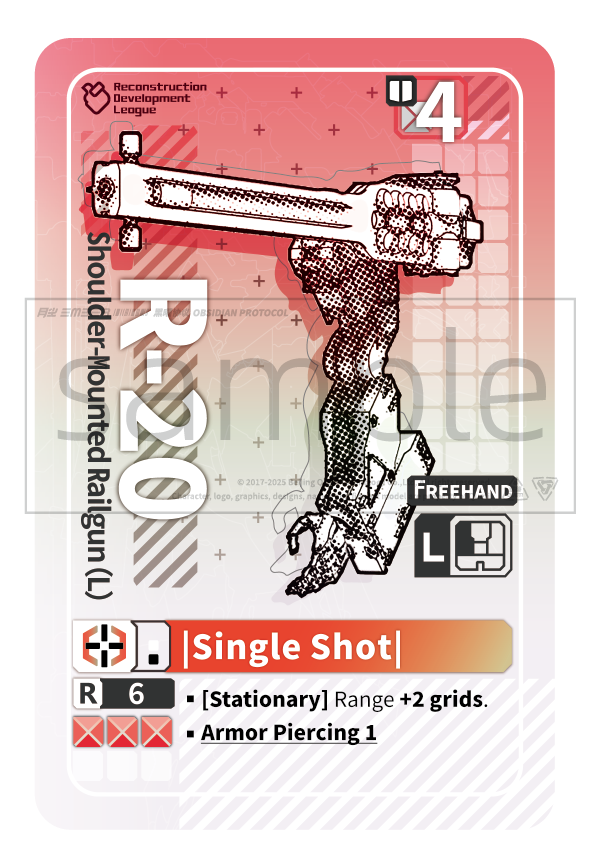 Reconstruction
Development
League
4
R-20
Shoulder-Mounted Railgun (L)
OBSIDIAN PROTOCOL
sample
© 2017-2025
FREEHAND
L
|Single Shot|
R 6
▪ [Stationary] Range +2 grids.
▪ Armor Piercing 1